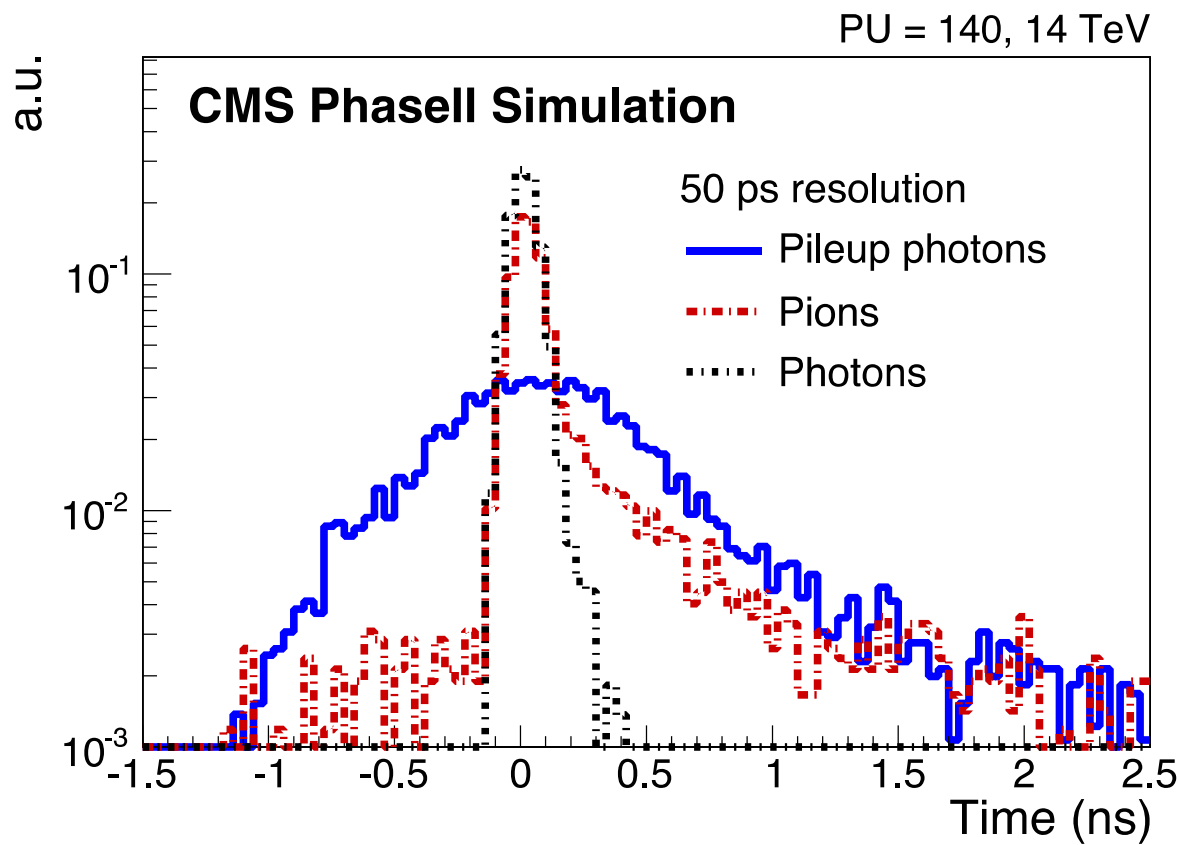 PU = 140, 14 TeV
a.u.
CMS PhaseII Simulation
50 ps resolution
Pileup photons
Pions
Photons
10-1
10-2
10-3
-1.5 -1 -0.5 0 0.5 1 1.5 2 2.5
Time (ns)